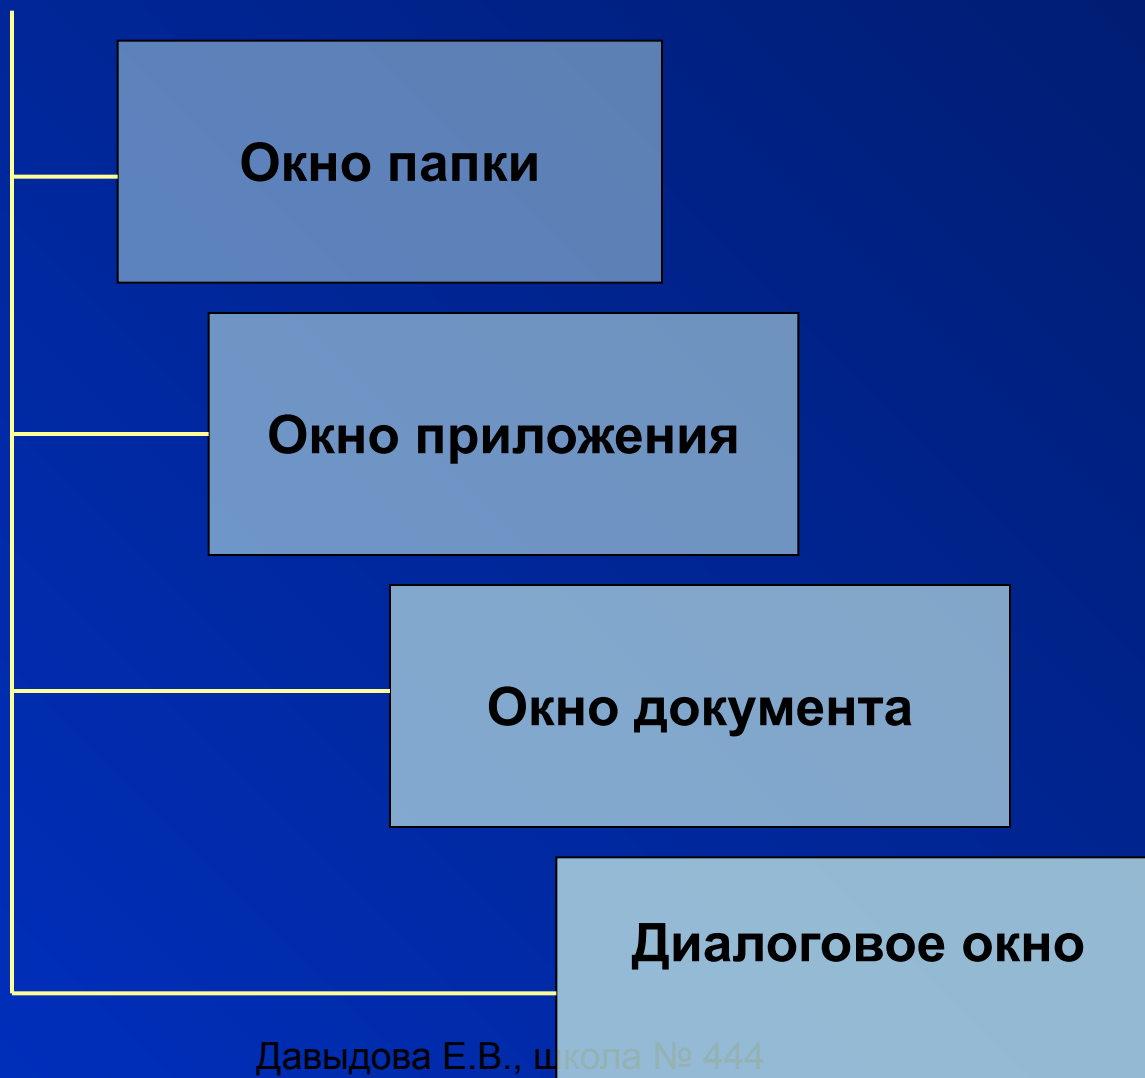 Окно папки
Окно приложения
Окно документа
Диалоговое окно
Давыдова Е.В., школа № 444